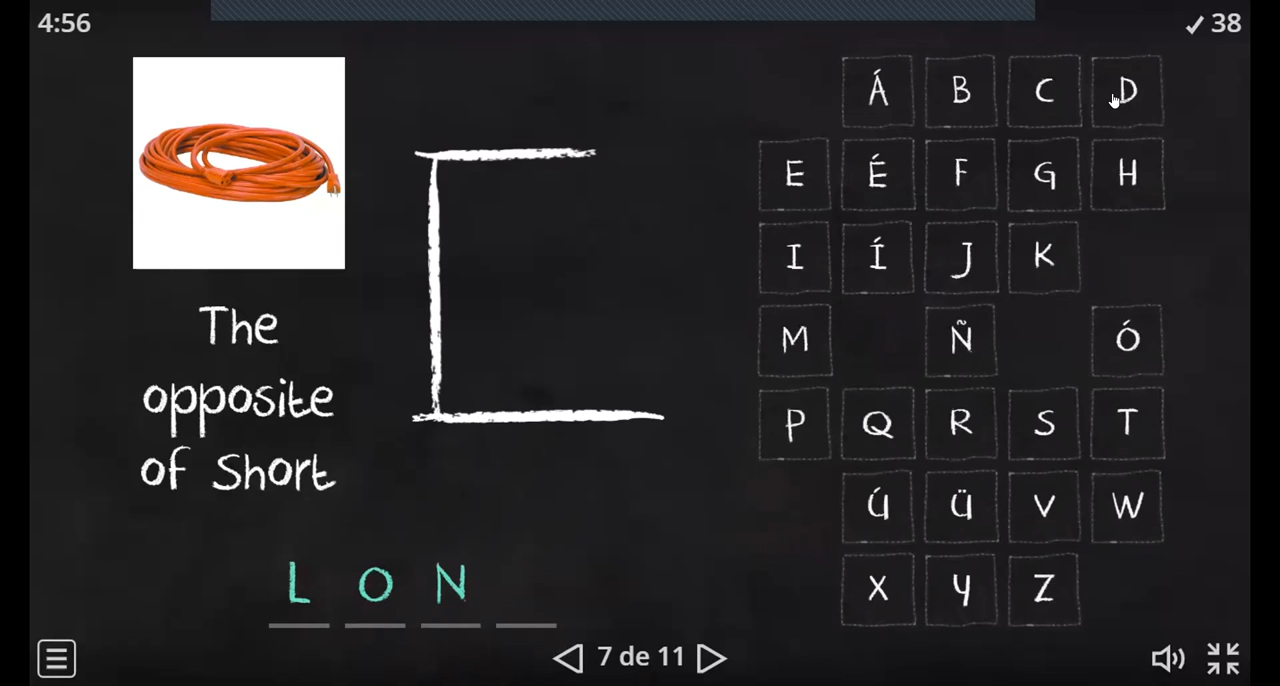 4:56
✓ 38
The
opposite
of Short
L O N _
Á B C D
E É F G H
I Í J K
M Ñ Ó
P Q R S T
Ú Ü V W
X Y Z
7 de 11